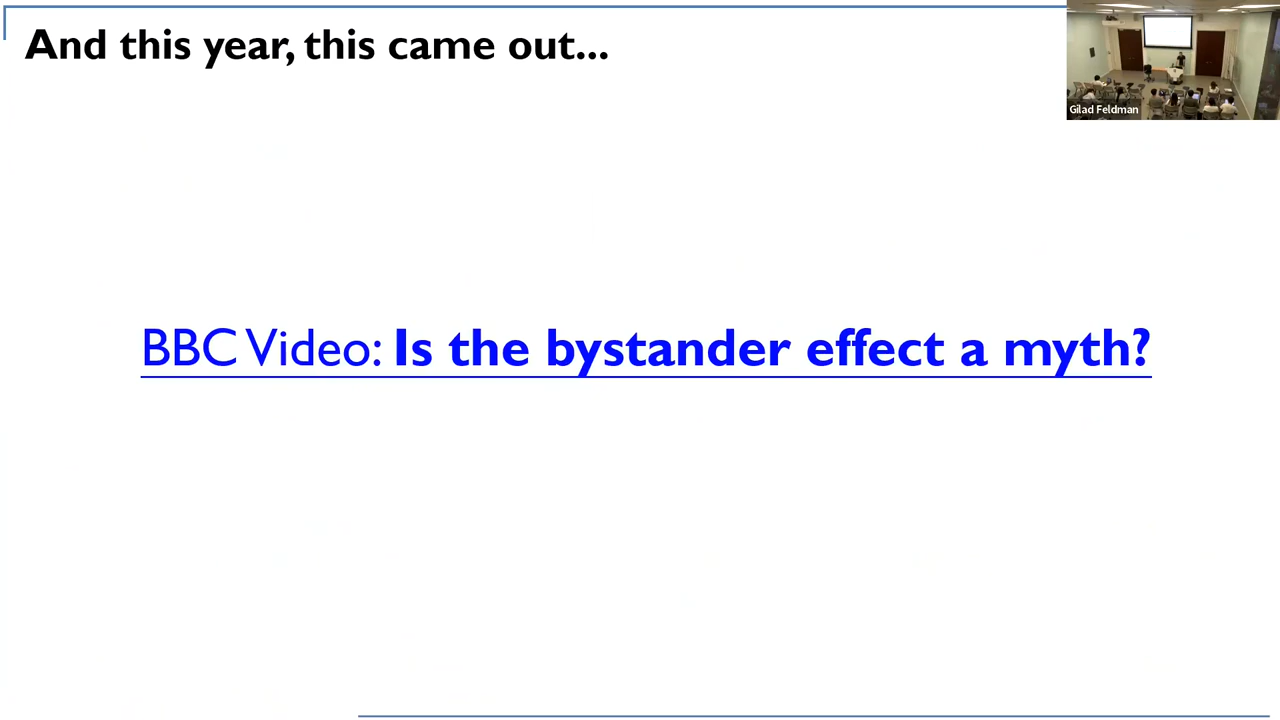 And this year, this came out...
Gilad Feldman
BBC Video: Is the bystander effect a myth?